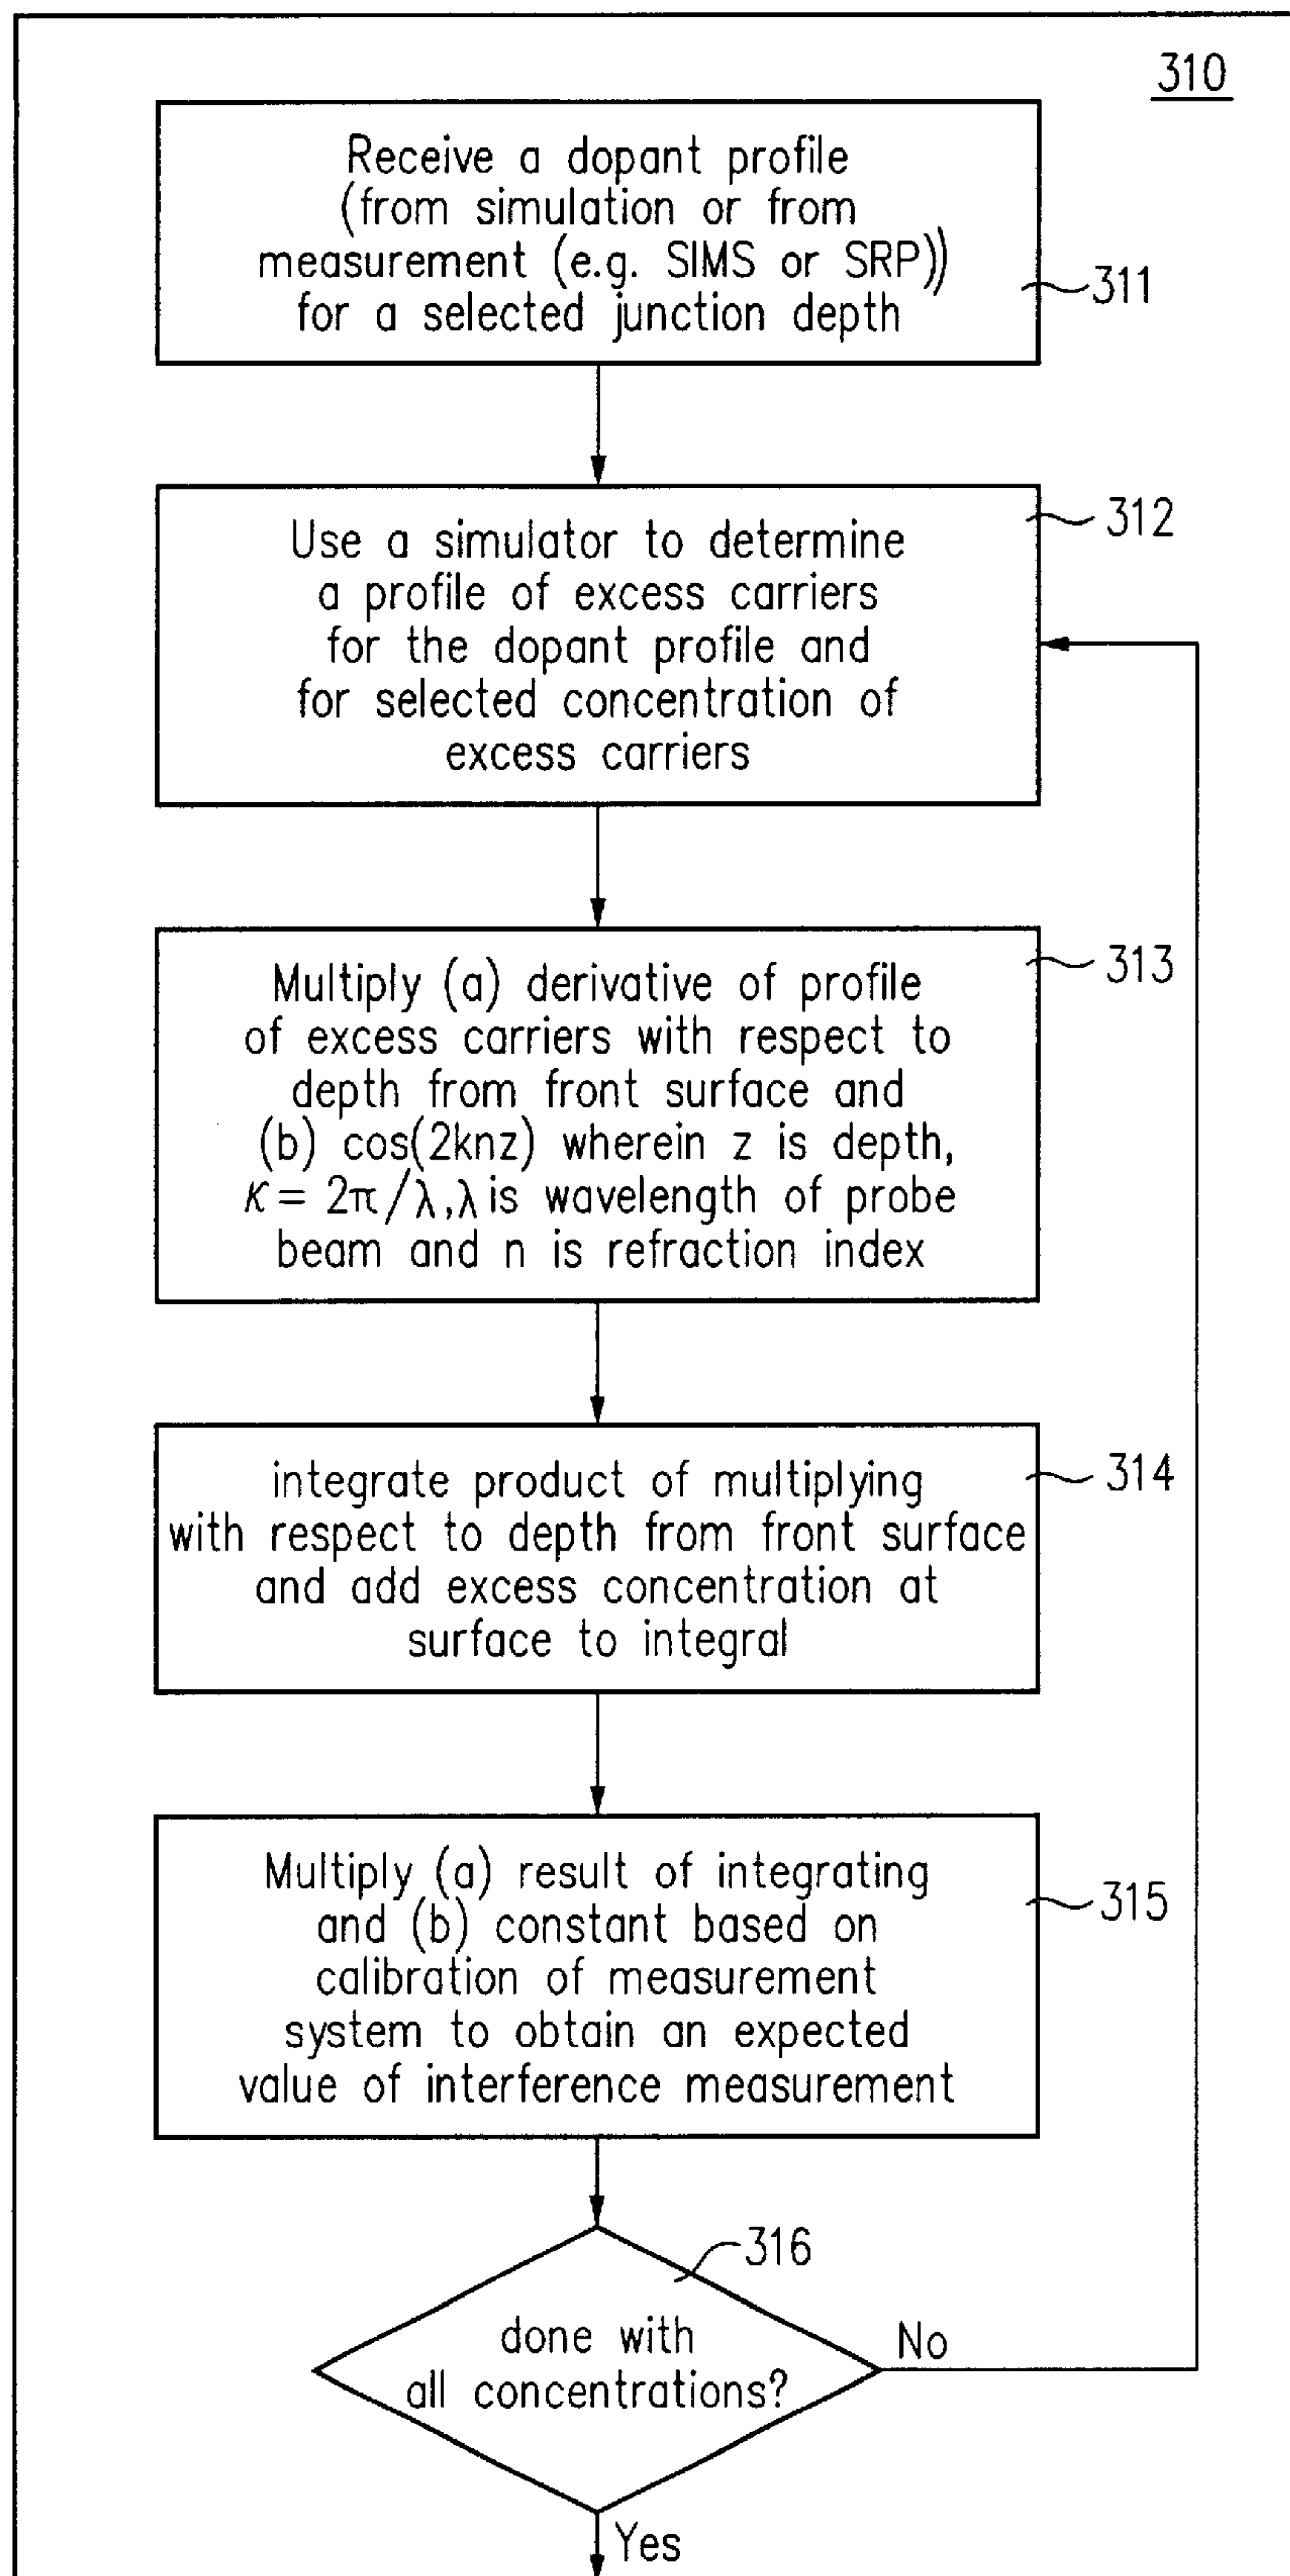 310
Receive a dopant profile
(from simulation or from
measurement (e.g. SIMS or SRP))
for a selected junction depth
311
Use a simulator to determine
a profile of excess carriers
for the dopant profile and
for selected concentration of
excess carriers
312
Multiply (a) derivative of profile
of excess carriers with respect to
depth from front surface and
(b) cos(2knz) wherein z is depth,
κ = 2π/λ,λ is wavelength of probe
beam and n is refraction index
313
integrate product of multiplying
with respect to depth from front surface
and add excess concentration at
surface to integral
314
Multiply (a) result of integrating
and (b) constant based on
calibration of measurement
system to obtain an expected
value of interference measurement
315
316
done with
all concentrations?
No
Yes